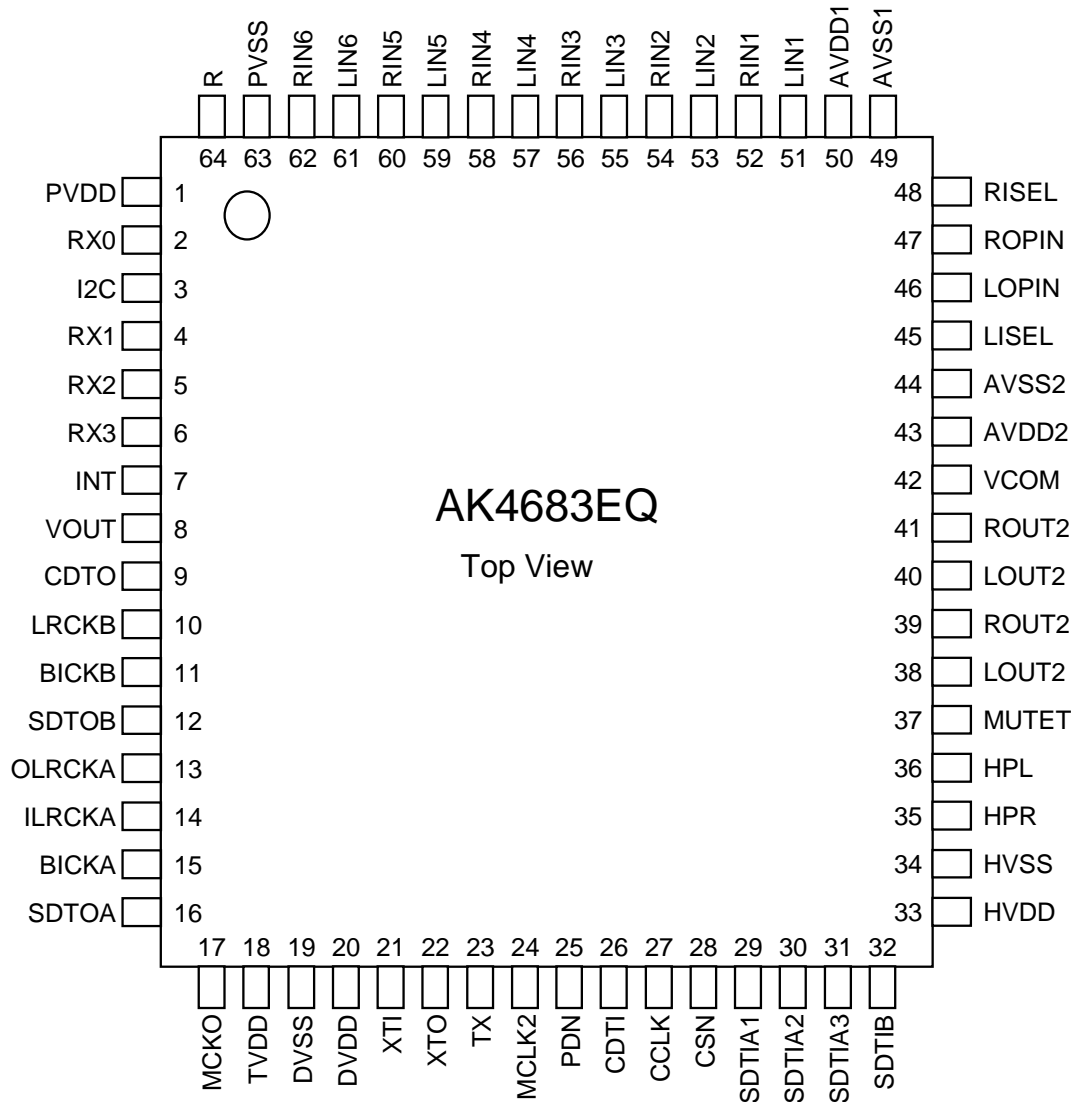 R PVSS RIN6 LIN6 RIN5 LIN5 RIN4 LIN4 RIN3 LIN3 RIN2 LIN2 RIN1 LIN1 AVDD1 AVSS1
64 63 62 61 60 59 58 57 56 55 54 53 52 51 50 49
PVDD 1 48 RISEL
RX0 2 47 ROPIN
I2C 3 46 LOPIN
RX1 4 45 LISEL
RX2 5 44 AVSS2
RX3 6 43 AVDD2
INT 7 42 VCOM
VOUT 8 41 ROUT2
CDTO 9 40 LOUT2
LRCKB 10 39 ROUT2
BICKB 11 38 LOUT2
SDTOB 12 37 MUTET
OLRCKA 13 36 HPL
ILRCKA 14 35 HPR
BICKA 15 34 HVSS
SDTOA 16 33 HVDD
AK4683EQ
Top View
17 18 19 20 21 22 23 24 25 26 27 28 29 30 31 32
MCKO TVDD DVSS DVDD XTI XTO TX MCLK2 PDN CDTI CCLK CSN SDTIA1 SDTIA2 SDTIA3 SDTIB